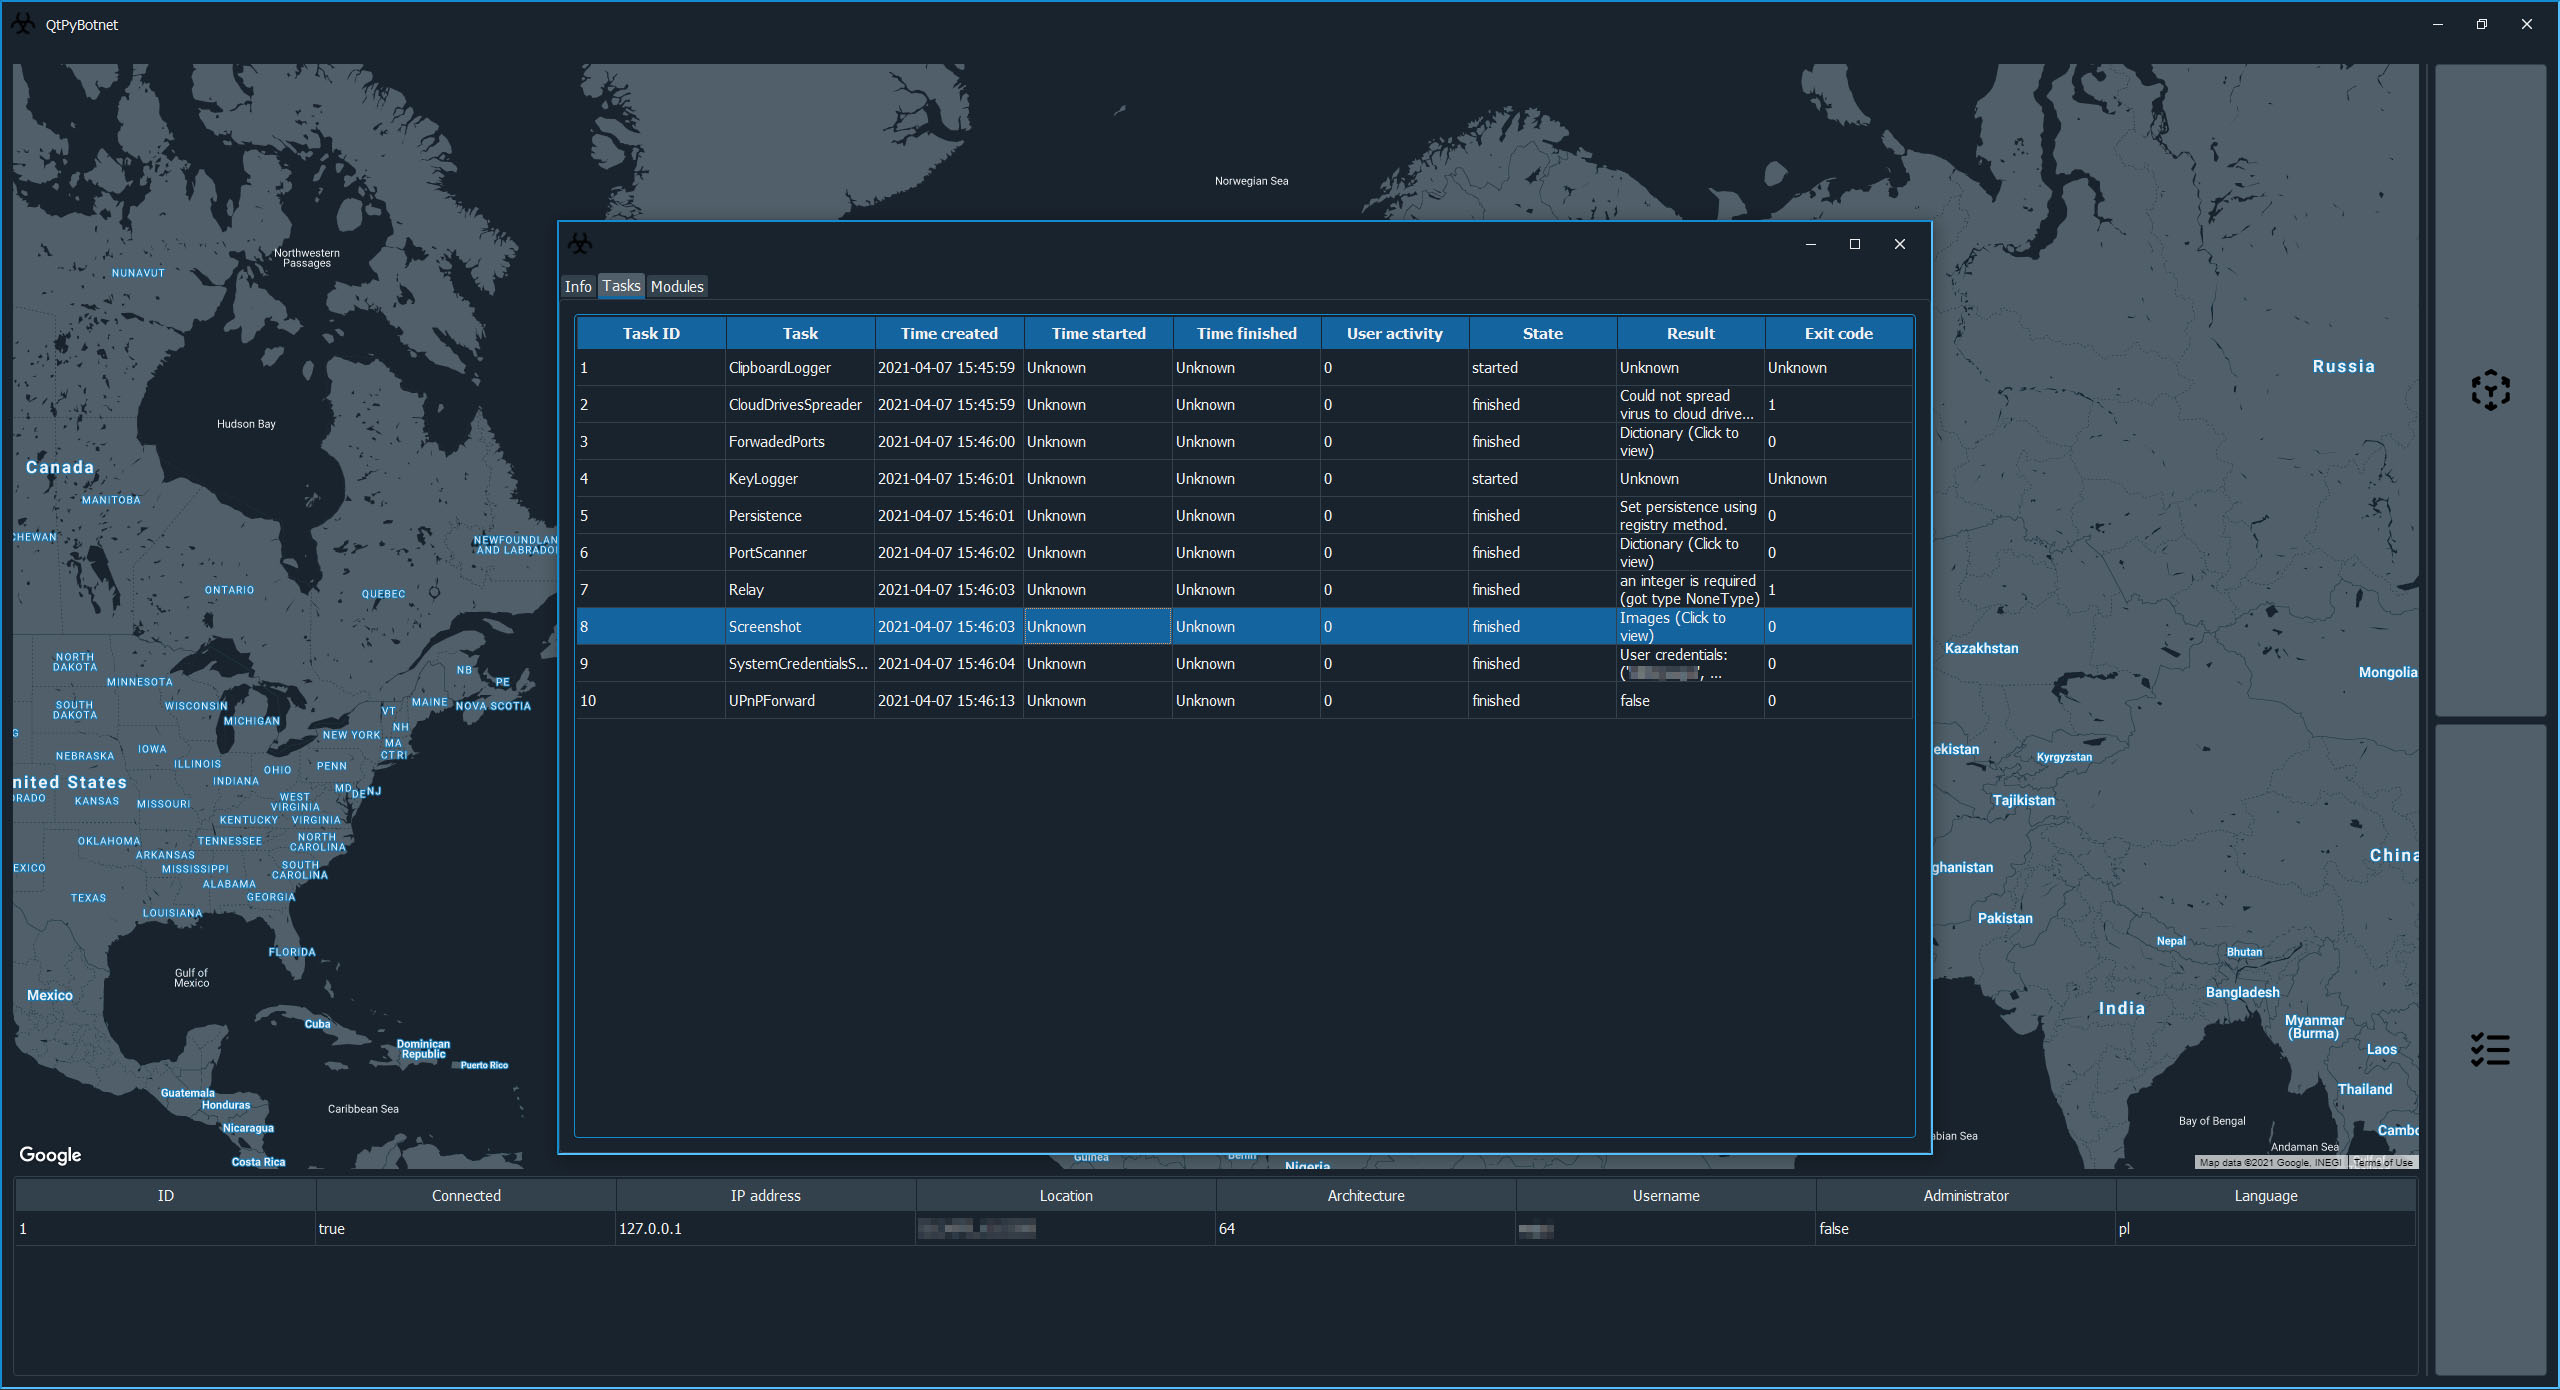 QtPyBotnet
Norwegian Sea
Northwestern
Passages
NUNAVUT
Hudson Bay
Canada
MANITOBA
CHEWAN
NEWFOUNDLAN
AND LABRADO
ONTARIO
QUEBEC
NORTH
DAKOTA
MINNESOTA
NB
PE
SOUTH
DAKOTA
WISCONSIN
MICHIGAN
VT
MAINE
NOVA SCOTIA
NH
NEW YORK
MA
CT RI
NEBRASKA
IOWA
ILLINOIS
INDIANA
OHIO
PENN
nited States
MD
DE
NJ
ORADO
KANSAS
MISSOURI
WEST
VIRGINIA
KENTUCKY
VIRGINIA
OKLAHOMA
TENNESSEE
NORTH
CAROLINA
ARKANSAS
MISSISSIPPI
SOUTH
CAROLINA
EXICO
ALABAMA
GEORGIA
TEXAS
LOUISIANA
FLORIDA
Gulf of
Mexico
Mexico
Cuba
Dominican
Republic
Puerto Rico
Guatemala
Honduras
Caribbean Sea
Nicaragua
Costa Rica
Google
Info Tasks Modules
Task ID Task Time created Time started Time finished User activity State Result Exit code
1 ClipboardLogger 2021-04-07 15:45:59 Unknown Unknown 0 started Unknown Unknown
2 CloudDrivesSpreader 2021-04-07 15:45:59 Unknown Unknown 0 finished Could not spread
virus to cloud drive... 1
3 ForwadedPorts 2021-04-07 15:46:00 Unknown Unknown 0 finished Dictionary (Click to
view) 0
4 KeyLogger 2021-04-07 15:46:01 Unknown Unknown 0 started Unknown Unknown
5 Persistence 2021-04-07 15:46:01 Unknown Unknown 0 finished Set persistence using
registry method. 0
6 PortScanner 2021-04-07 15:46:02 Unknown Unknown 0 finished Dictionary (Click to
view) 0
7 Relay 2021-04-07 15:46:03 Unknown Unknown 0 finished an integer is required
(got type NoneType) 1
8 Screenshot 2021-04-07 15:46:03 Unknown Unknown 0 finished Images (Click to
view) 0
9 SystemCredentialsS... 2021-04-07 15:46:04 Unknown Unknown 0 finished User credentials:
(' ', ... 0
10 UPnPForward 2021-04-07 15:46:13 Unknown Unknown 0 finished false 0
Russia
Kazakhstan
Mongolia
ekistan
Kyrgyzstan
Tajikistan
China
ghanistan
Pakistan
Nepal
Bhutan
Bangladesh
India
Myanmar
(Burma)
Laos
Thailand
Bay of Bengal
Cambo
abian Sea
Andaman Sea
Guinea
Benin
Nigeria
Map data ©2021 Google, INEGI Terms of Use
ID Connected IP address Location Architecture Username Administrator Language
1 true 127.0.0.1 64 false pl